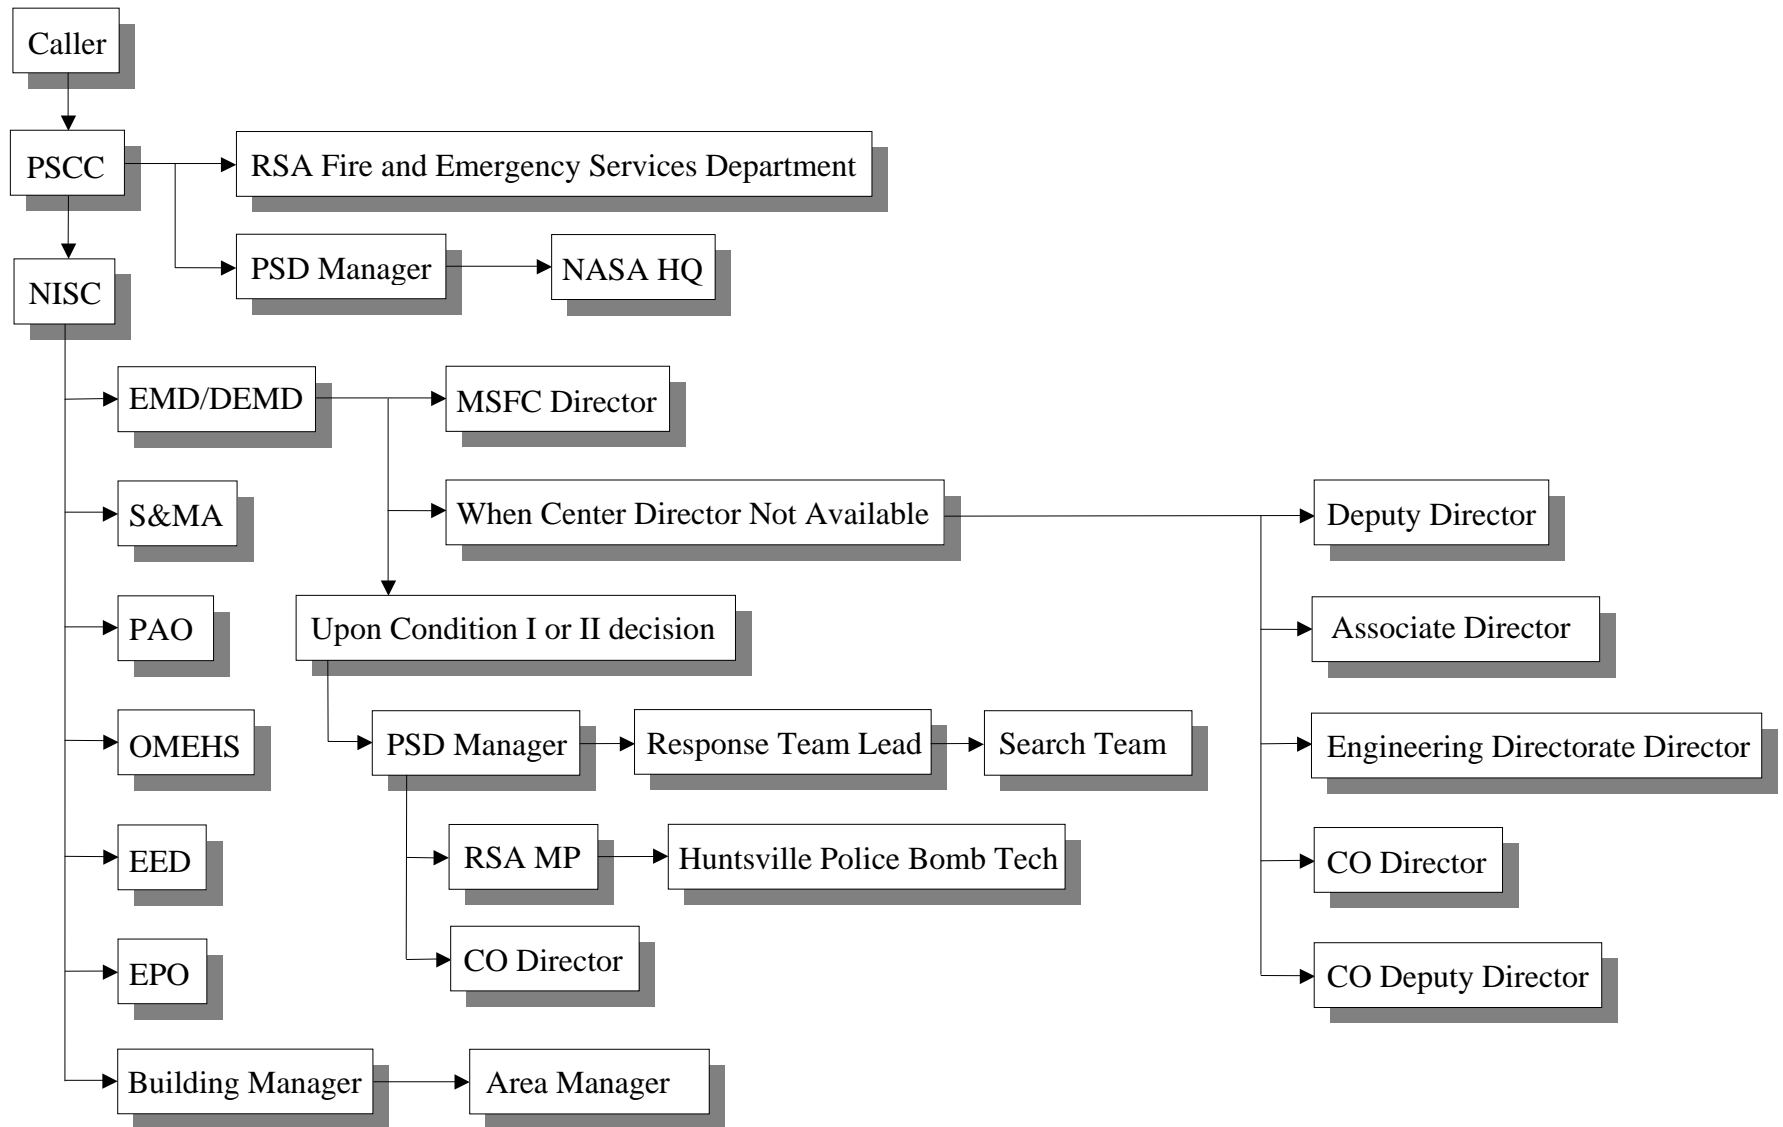 Caller
PSCC
RSA Fire and Emergency Services Department
PSD Manager
NASA HQ
NISC
EMD/DEMD
MSFC Director
S&MA
When Center Director Not Available
Deputy Director
PAO
Upon Condition I or II decision
Associate Director
OMEHS
PSD Manager
Response Team Lead
Search Team
Engineering Directorate Director
EED
RSA MP
Huntsville Police Bomb Tech
CO Director
EPO
CO Director
CO Deputy Director
Building Manager
Area Manager